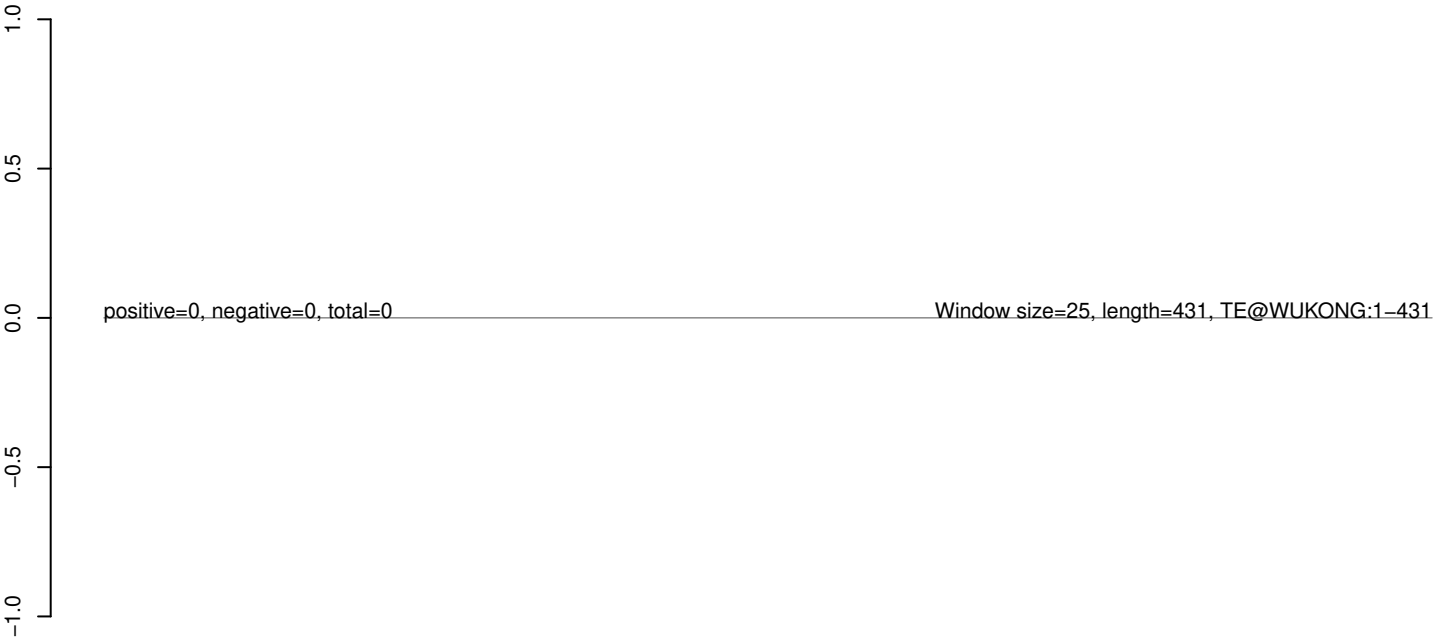 1.0
0.5
positive=0, negative=0, total=0
Window size=25, length=431, TE@WUKONG:1−431
0.0
−0.5
−1.0